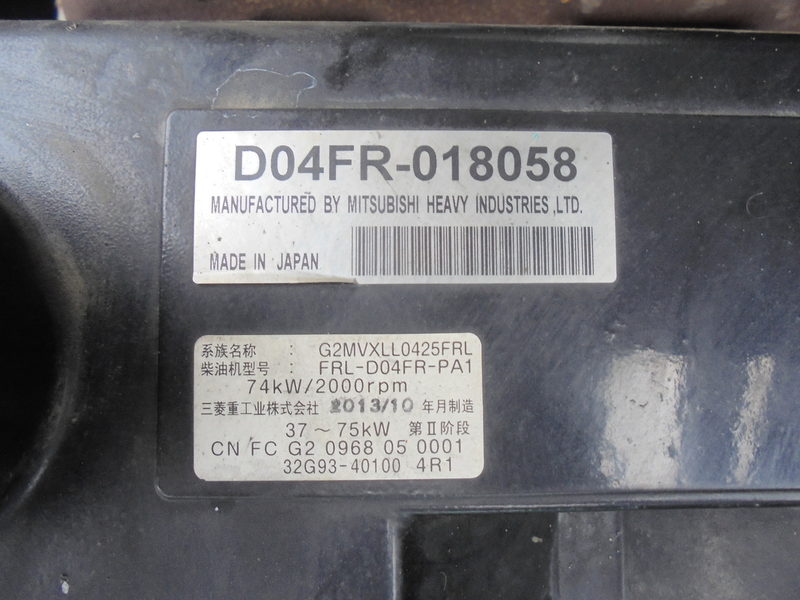 D04FR-018058
MANUFACTURED BY MITSUBISHI HEAVY INDUSTRIES ,LTD.
MADE IN JAPAN
系族名称 : G2MVXLL0425FRL
柴油机型号 : FRL-D04FR-PA1
74kW/2000rpm
三菱重工业株式会社 2013/10 年月制造
37～75kW 第Ⅱ阶段
CN FC G2 0968 05 0001
32G93-40100 4R1